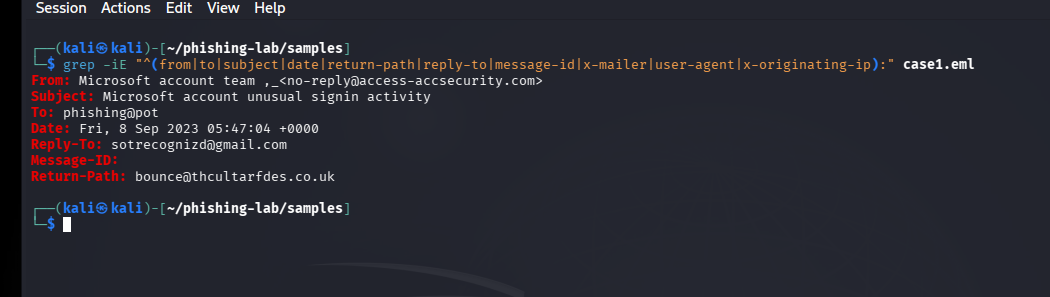 Session Actions Edit View Help
┌──(kali㉿kali)-[~/phishing-lab/samples]
└─$ grep -iE "^(from|to|subject|date|return-path|reply-to|message-id|x-mailer|user-agent|x-originating-ip):" case1.eml
From: Microsoft account team ,_<no-reply@access-accsecurity.com>
Subject: Microsoft account unusual signin activity
To: phishing@pot
Date: Fri, 8 Sep 2023 05:47:04 +0000
Reply-To: sotrecognizd@gmail.com
Message-ID:
Return-Path: bounce@thcultarfdes.co.uk
┌──(kali㉿kali)-[~/phishing-lab/samples]
└─$